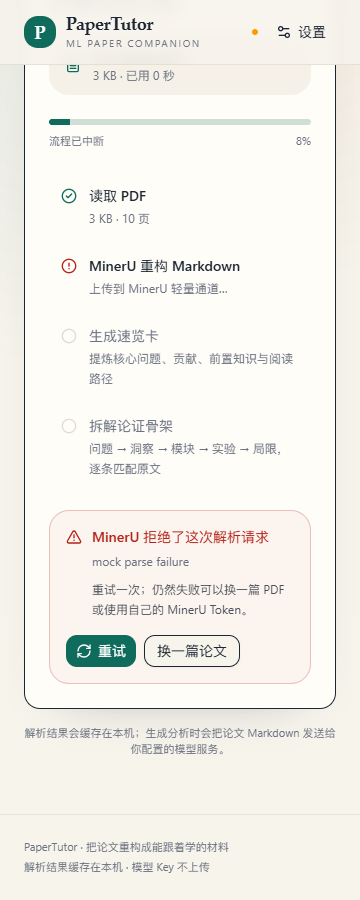 P
PaperTutor
ML PAPER COMPANION
设置
3 KB · 已用 0 秒
流程已中断
8%
读取 PDF
3 KB · 10 页
MinerU 重构 Markdown
上传到 MinerU 轻量通道…
生成速览卡
提炼核心问题、贡献、前置知识与阅读
路径
拆解论证骨架
问题 → 洞察 → 模块 → 实验 → 局限,
逐条匹配原文
MinerU 拒绝了这次解析请求
mock parse failure
重试一次；仍然失败可以换一篇 PDF
或使用自己的 MinerU Token。
重试
换一篇论文
解析结果会缓存在本机；生成分析时会把论文 Markdown 发送给
你配置的模型服务。
PaperTutor · 把论文重构成能跟着学的材料
解析结果缓存在本机 · 模型 Key 不上传